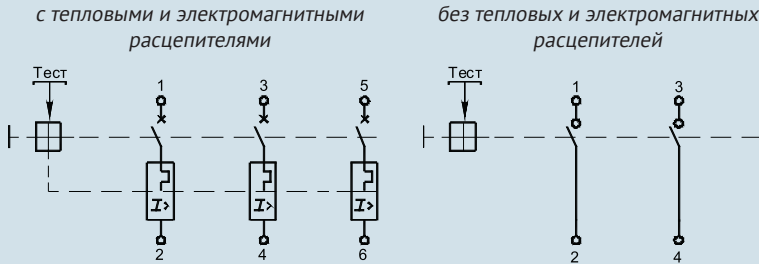 с тепловыми и электромагнитными
расцепителями
без тепловых и электромагнитных
расцепителей
Тест
1
3
5
I>
I>
I>
2
4
6
Тест
1
3
2
4